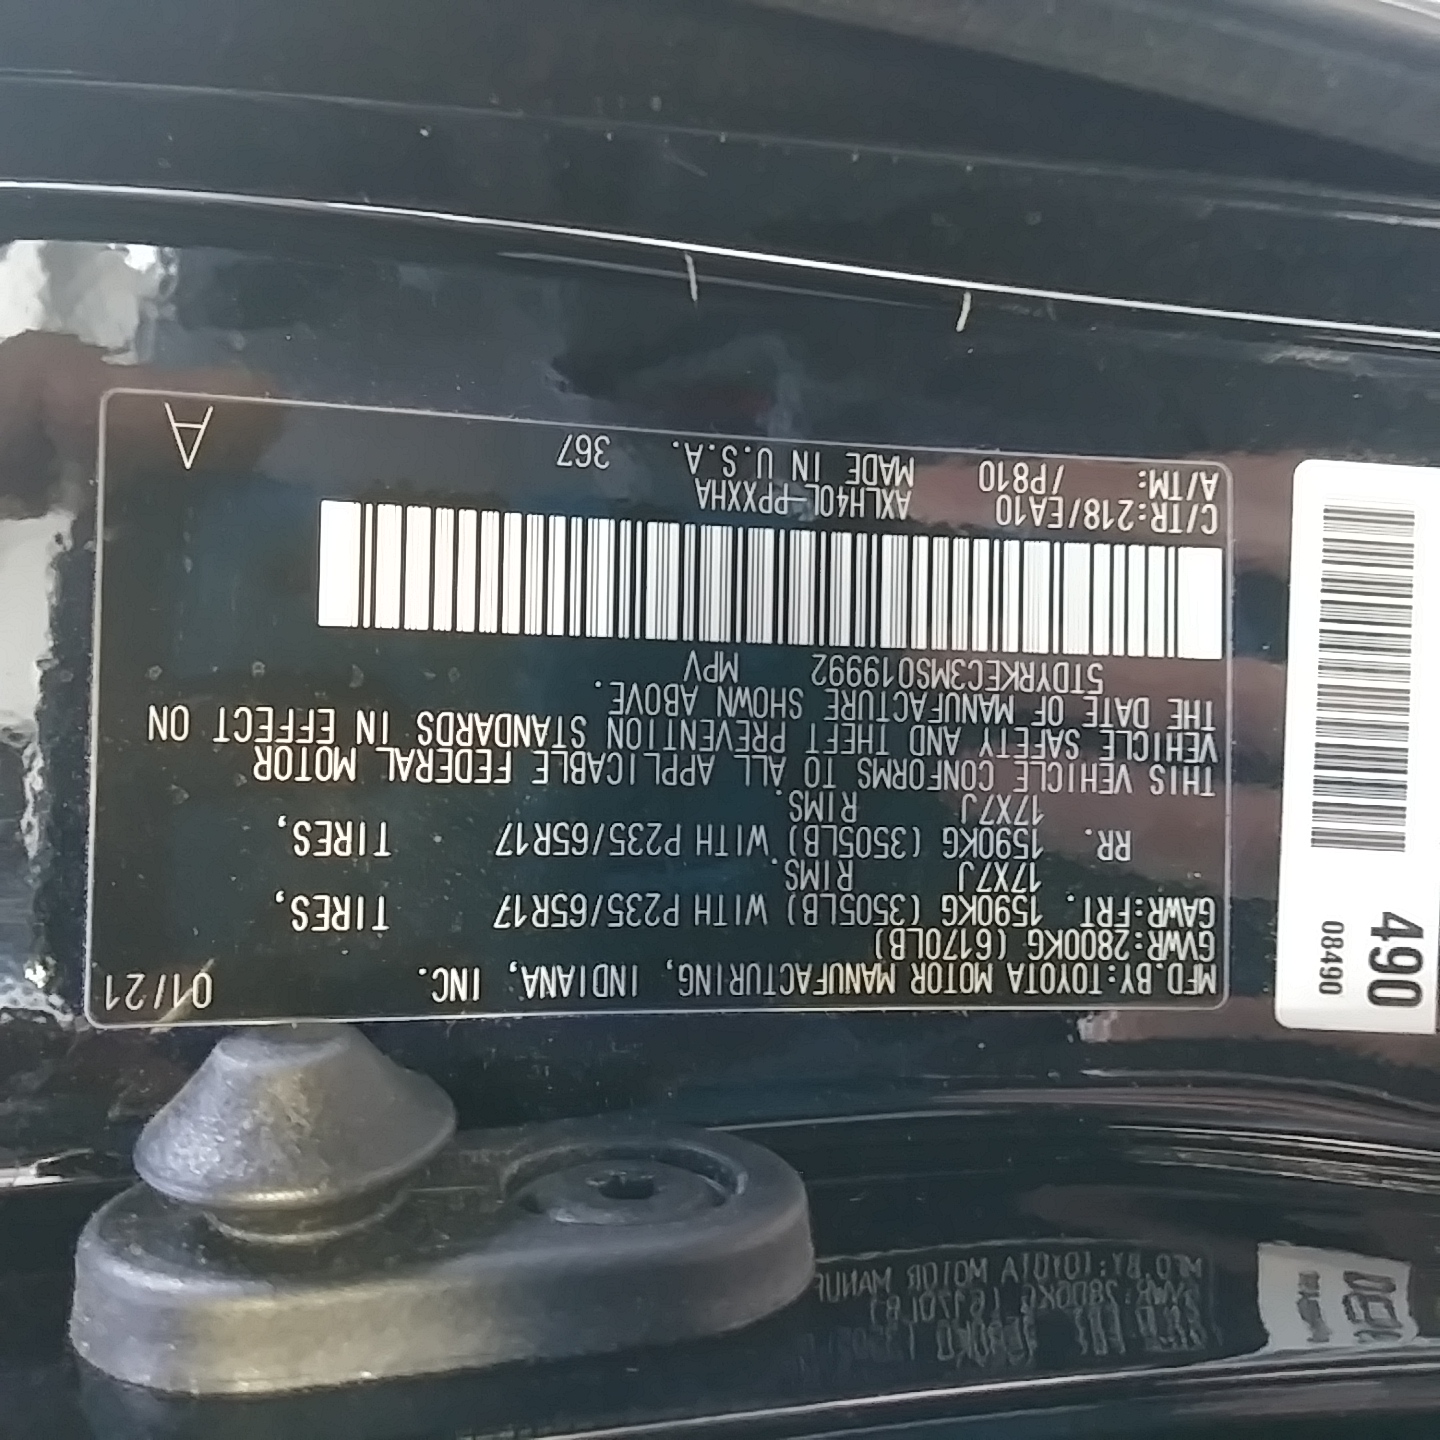 MFD.BY:TOYOTA MOTOR MANUFACTURING, INDIANA, INC. 01/21
GVWR:2800KG (6170LB)
GAWR:FRT. 1590KG (3505LB) WITH P235/65R17 TIRES,
17X7J RIMS.
RR. 1590KG (3505LB) WITH P235/65R17 TIRES,
17X7J RIMS.
THIS VEHICLE CONFORMS TO ALL APPLICABLE FEDERAL MOTOR
VEHICLE SAFETY AND THEFT PREVENTION STANDARDS IN EFFECT ON
THE DATE OF MANUFACTURE SHOWN ABOVE.
5TDYRKEC3MS019992 MPV
C/TR:218/EA10 AXLH40L-PPXXHA
A/TM: /P810 MADE IN U.S.A. 367 A
490
08490